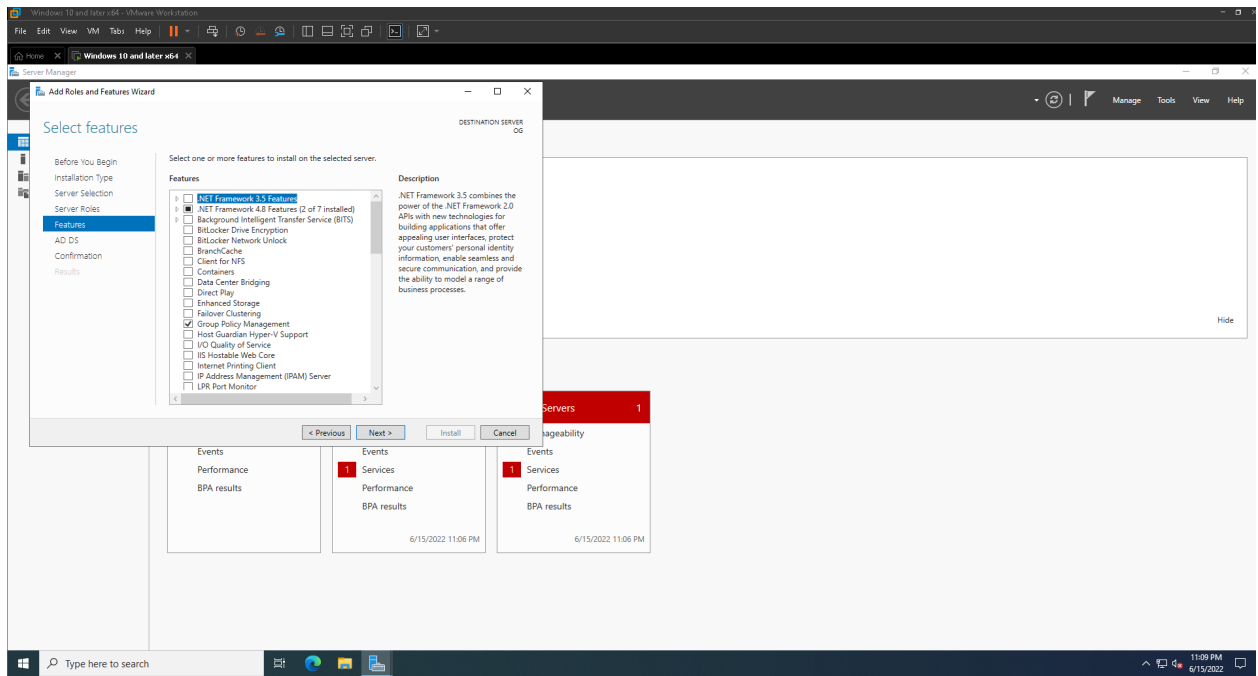 Windows 10 and later x64 - VMware Workstation
File Edit View VM Tabs Help
Home
Windows 10 and later x64
Server Manager
Manage Tools View Help
Add Roles and Features Wizard
Select features
DESTINATION SERVER
OG
Before You Begin
Installation Type
Server Selection
Server Roles
Features
AD DS
Confirmation
Results
Select one or more features to install on the selected server.
Features
.NET Framework 3.5 Features
.NET Framework 4.8 Features (2 of 7 installed)
Background Intelligent Transfer Service (BITS)
BitLocker Drive Encryption
BitLocker Network Unlock
BranchCache
Client for NFS
Containers
Data Center Bridging
Direct Play
Enhanced Storage
Failover Clustering
Group Policy Management
Host Guardian Hyper-V Support
I/O Quality of Service
IIS Hostable Web Core
Internet Printing Client
IP Address Management (IPAM) Server
LPR Port Monitor
Description
.NET Framework 3.5 combines the
power of the .NET Framework 2.0
APIs with new technologies for
building applications that offer
appealing user interfaces, protect
your customers' personal identity
information, enable seamless and
secure communication, and provide
the ability to model a range of
business processes.
< Previous Next > Install Cancel
Hide
Servers 1
nageability
Events
Performance
BPA results
Events
1 Services
Performance
BPA results
6/15/2022 11:06 PM
Events
1 Services
Performance
BPA results
6/15/2022 11:06 PM
Type here to search
11:09 PM
6/15/2022